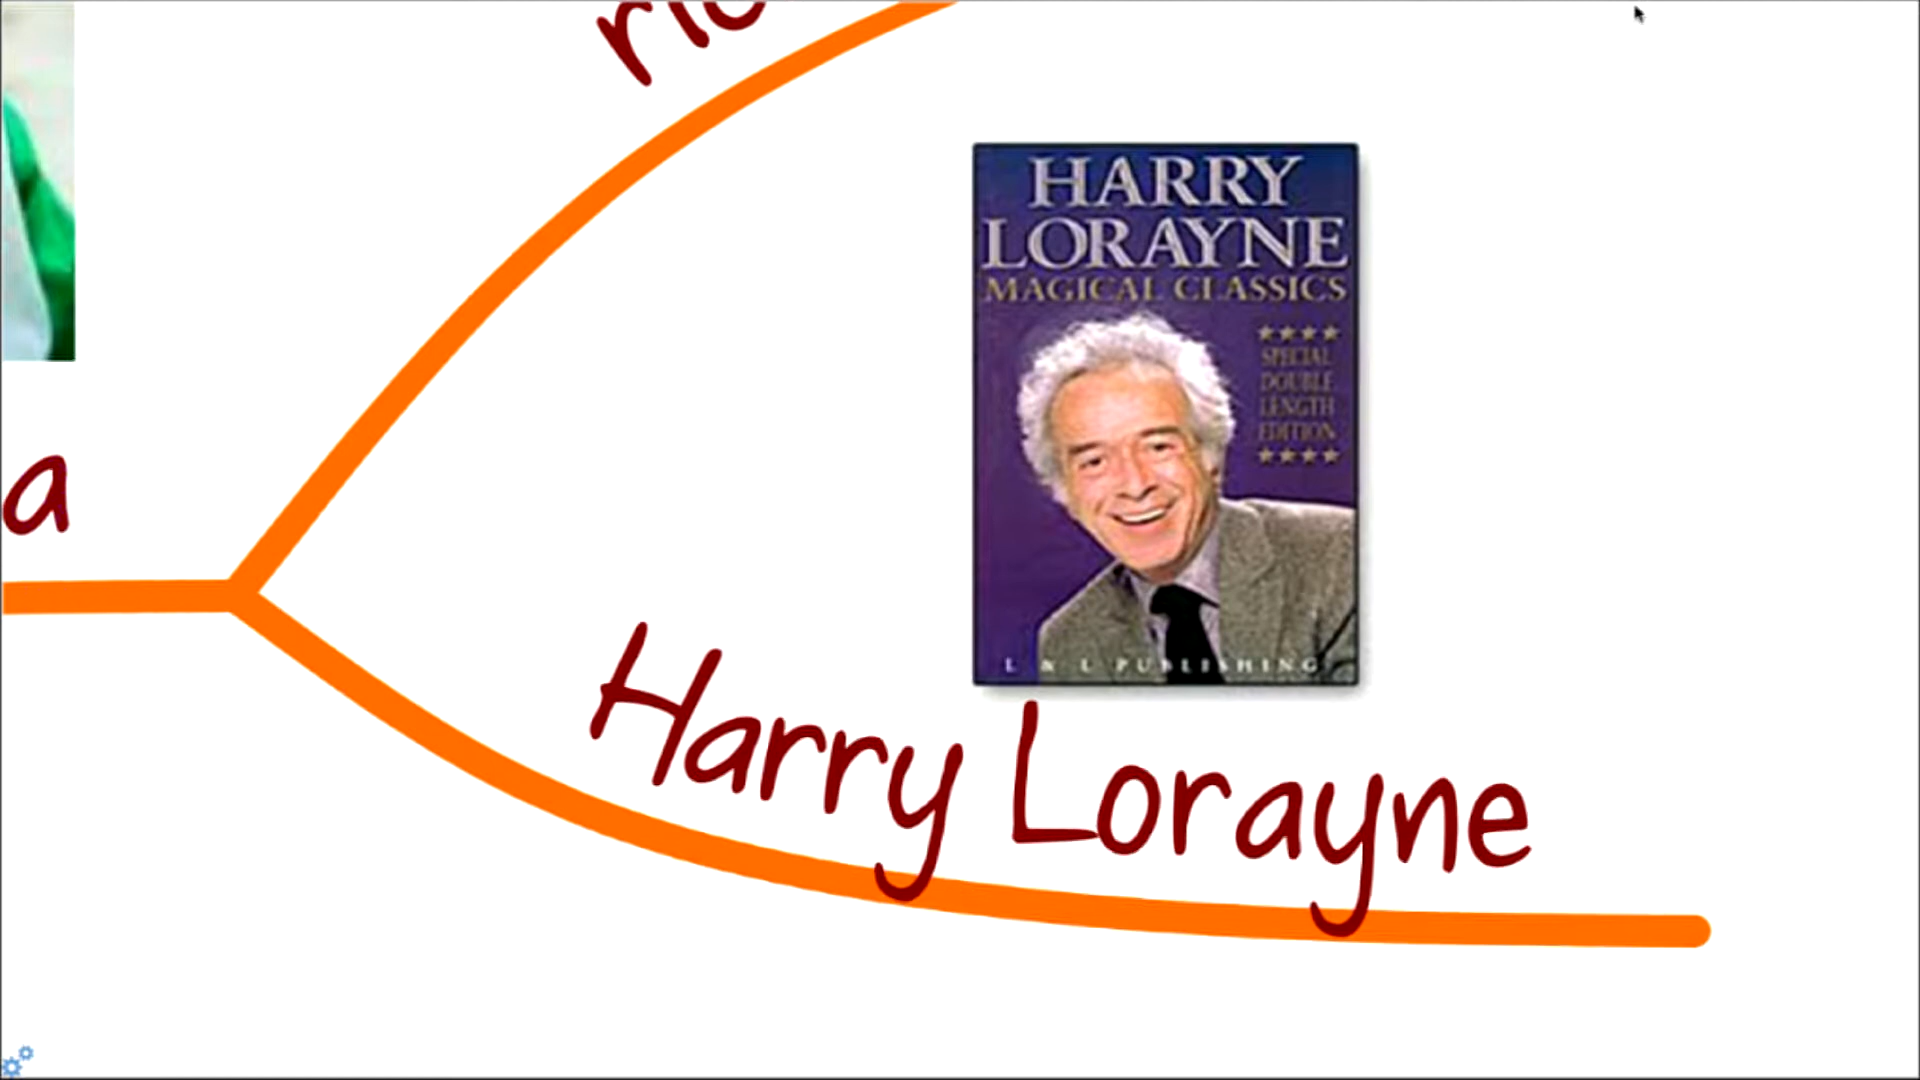 HARRY
LORAYNE
MAGICAL CLASSICS
SPECIAL
DOUBLE
LENGTH
EDITION
L & L PUBLISHING
a
Harry Lorayne